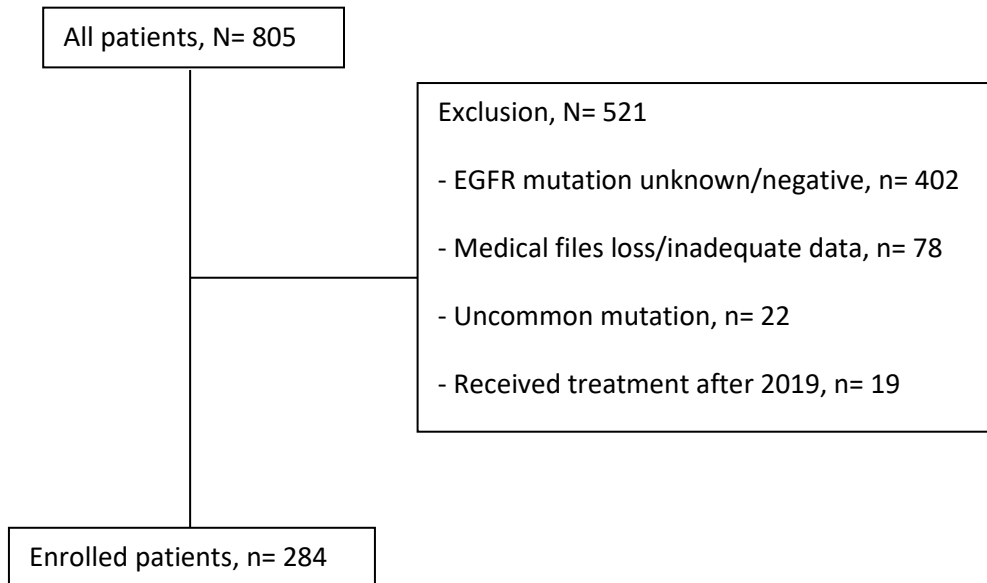 All patients, N= 805
Exclusion, N= 521
- EGFR mutation unknown/negative, n= 402
- Medical files loss/inadequate data, n= 78
- Uncommon mutation, n= 22
- Received treatment after 2019, n= 19
Enrolled patients, n= 284